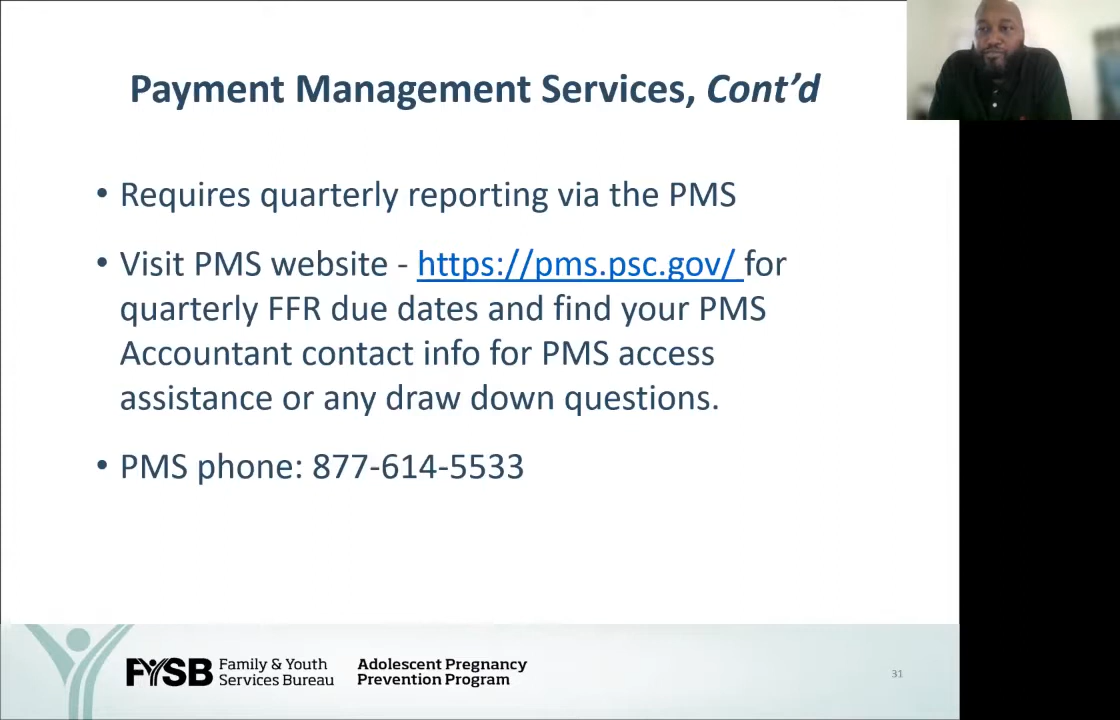 Payment Management Services, Cont’d
• Requires quarterly reporting via the PMS
• Visit PMS website - https://pms.psc.gov/ for
quarterly FFR due dates and find your PMS
Accountant contact info for PMS access
assistance or any draw down questions.
• PMS phone: 877-614-5533
FYSB
Family & Youth
Services Bureau
Adolescent Pregnancy
Prevention Program
31